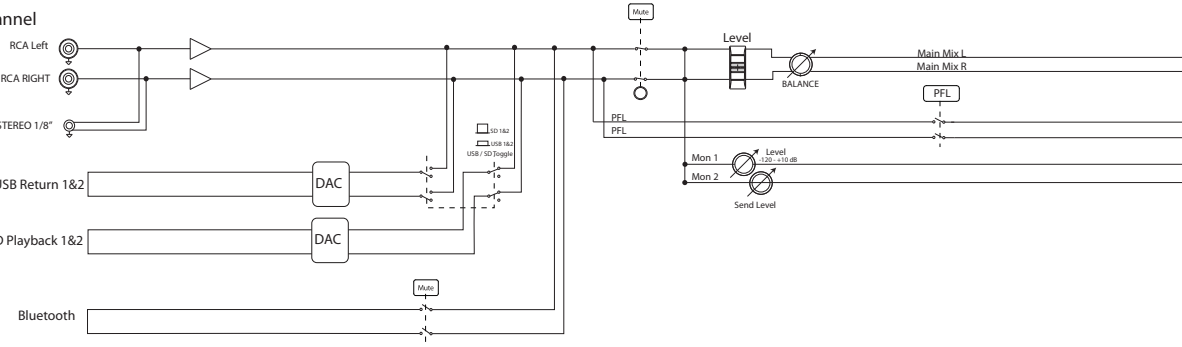 annel
RCA Left
RCA RIGHT
STEREO 1/8"
USB Return 1&2
D Playback 1&2
Bluetooth
DAC
DAC
SD 1&2
USB 1&2
USB / SD Toggle
Mute
Mute
Level
BALANCE
Main Mix L
Main Mix R
PFL
PFL
PFL
Mon 1
Mon 2
Level
-120 - +10 dB
Send Level